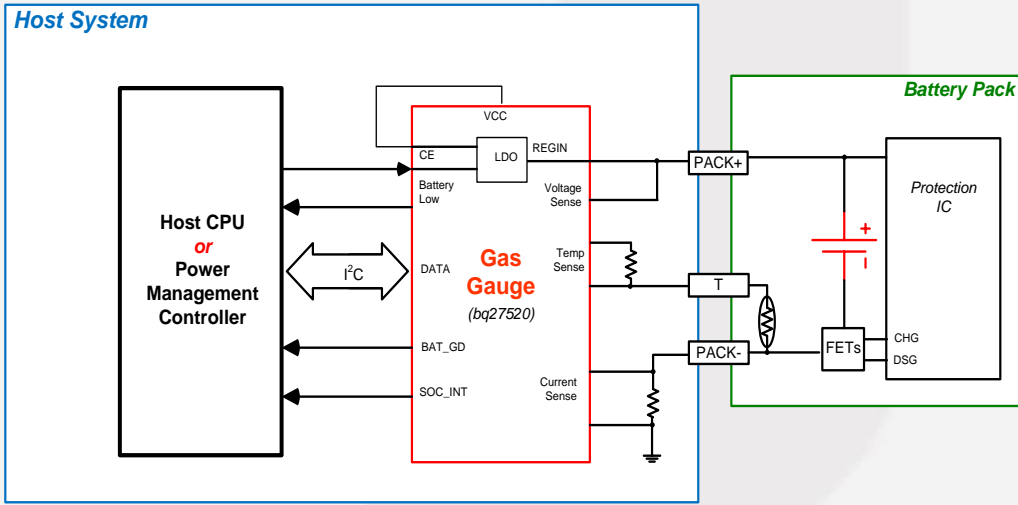 Host System
Battery Pack
VCC
CE
LDO
REGIN
PACK+
Battery
Low
Voltage
Sense
Protection
IC
Host CPU
or
Power
Management
Controller
I²C
DATA
Gas
Gauge
(bq27520)
Temp
Sense
T
+
BAT_GD
PACK-
FETs
CHG
DSG
SOC_INT
Current
Sense